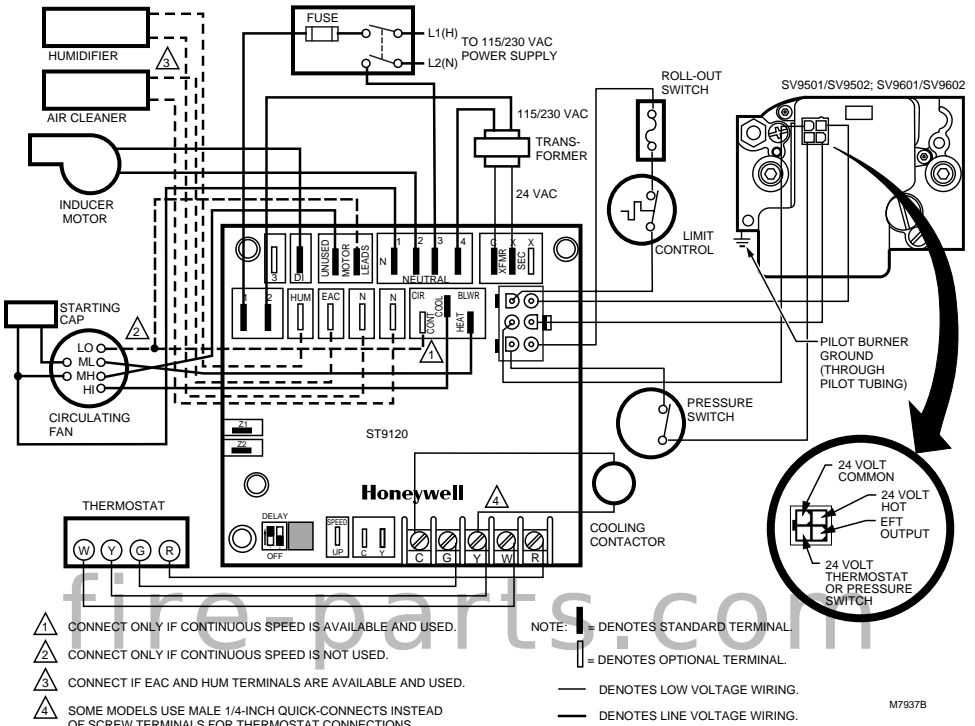 FUSE
L1(H)
TO 115/230 VAC
POWER SUPPLY
L2(N)
HUMIDIFIER
3
AIR CLEANER
INDUCER
MOTOR
115/230 VAC
TRANS-
FORMER
24 VAC
ROLL-OUT
SWITCH
LIMIT
CONTROL
SV9501/SV9502; SV9601/SV9602
3
DI
UNUSED
MOTOR
LEADS
N
1
2
3
4
NEUTRAL
C
X
X
XFMR
SEC
1
2
HUM
EAC
N
N
CIR
BLWR
CONT
COOL
HEAT
1
STARTING
CAP
2
LO
ML
MH
HI
CIRCULATING
FAN
PILOT BURNER
GROUND
(THROUGH
PILOT TUBING)
PRESSURE
SWITCH
Z1
Z2
ST9120
Honeywell
4
COOLING
CONTACTOR
24 VOLT
COMMON
24 VOLT
HOT
EFT
OUTPUT
24 VOLT
THERMOSTAT
OR PRESSURE
SWITCH
THERMOSTAT
W Y G R
DELAY
OFF
SPEED
UP
C Y
C G Y W R
fire-parts.com
1 CONNECT ONLY IF CONTINUOUS SPEED IS AVAILABLE AND USED.
2 CONNECT ONLY IF CONTINUOUS SPEED IS NOT USED.
3 CONNECT IF EAC AND HUM TERMINALS ARE AVAILABLE AND USED.
4 SOME MODELS USE MALE 1/4-INCH QUICK-CONNECTS INSTEAD
OF SCREW TERMINALS FOR THERMOSTAT CONNECTIONS
NOTE: = DENOTES STANDARD TERMINAL.
= DENOTES OPTIONAL TERMINAL.
DENOTES LOW VOLTAGE WIRING.
DENOTES LINE VOLTAGE WIRING.
M7937B